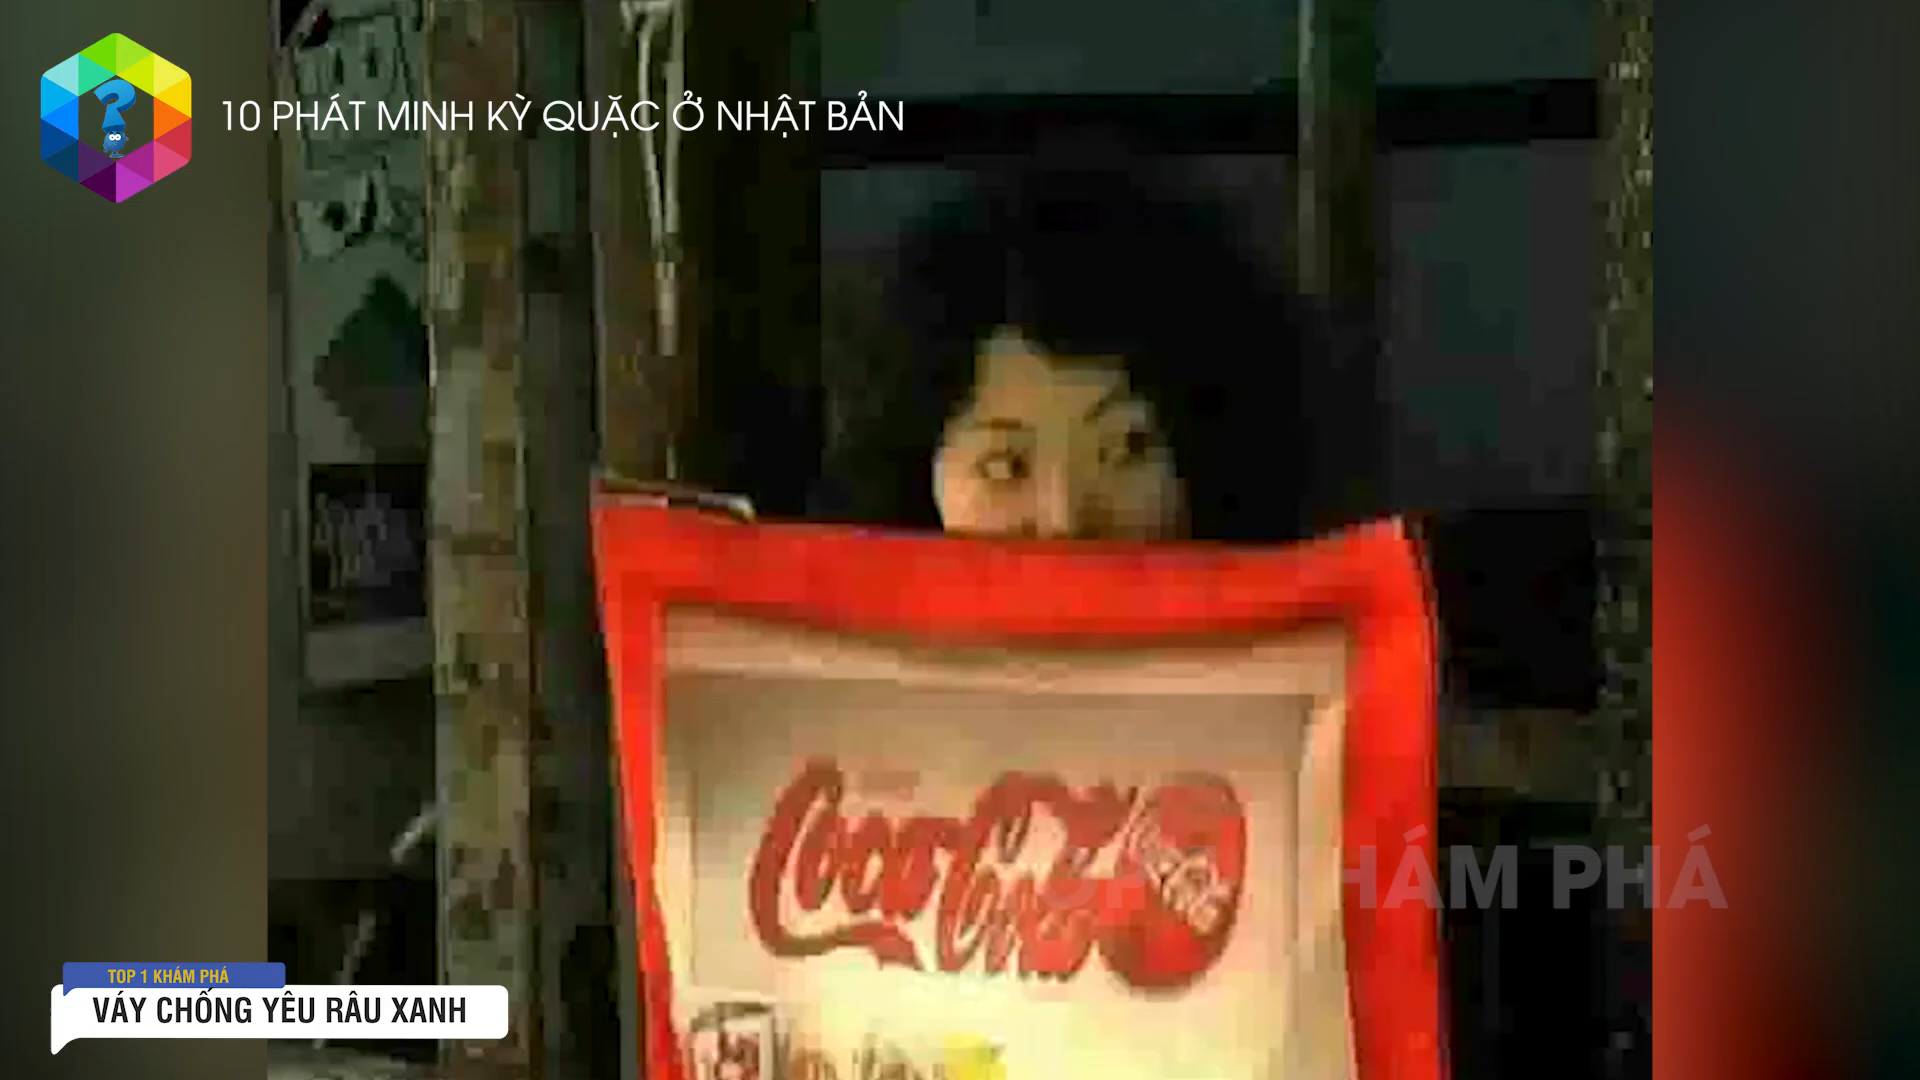 10 PHÁT MINH KỲ QUẶC Ở NHẬT BẢN
Coca-Cola
KHÁM PHÁ
TOP 1 KHÁM PHÁ
VÁY CHỐNG YÊU RÂU XANH